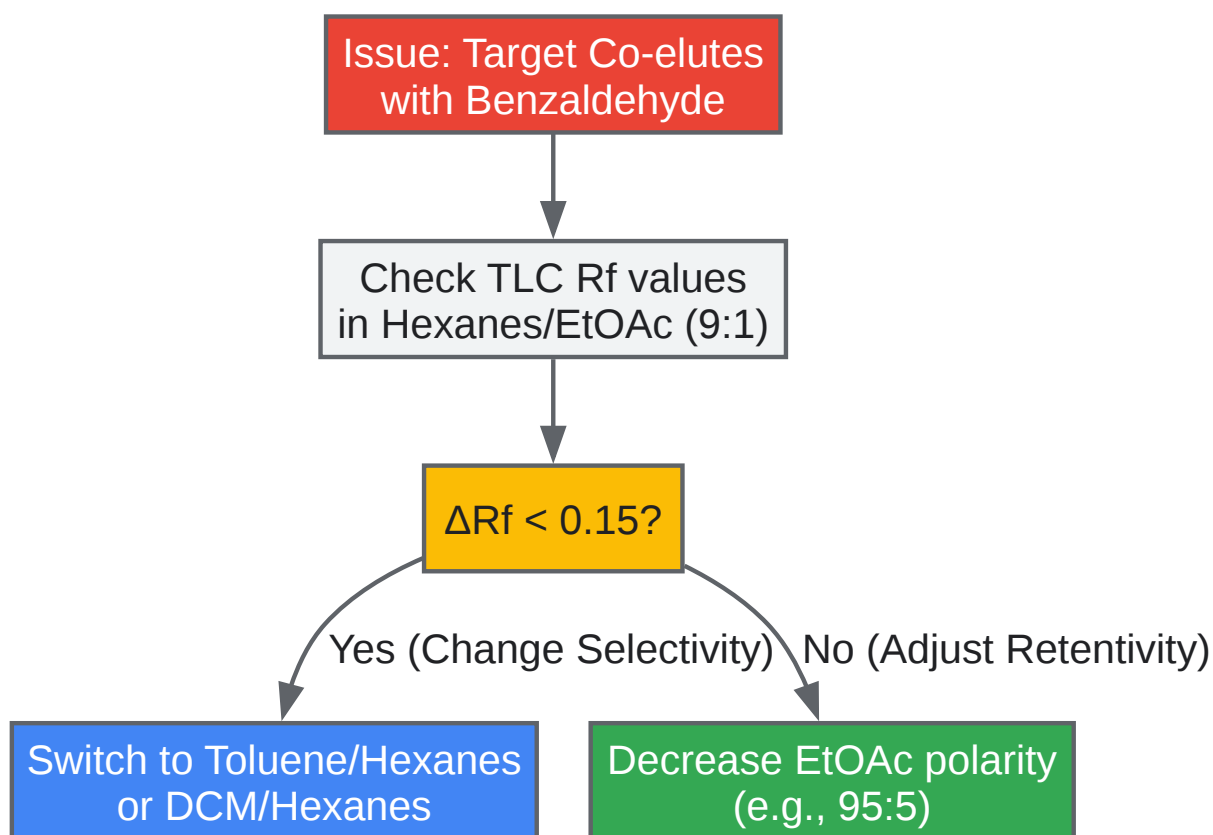 Issue: Target Co-elutes
with Benzaldehyde
Check TLC Rf values
in Hexanes/EtOAc (9:1)
ΔRf < 0.15?
Yes (Change Selectivity)
No (Adjust Retentivity)
Switch to Toluene/Hexanes
or DCM/Hexanes
Decrease EtOAc polarity
(e.g., 95:5)